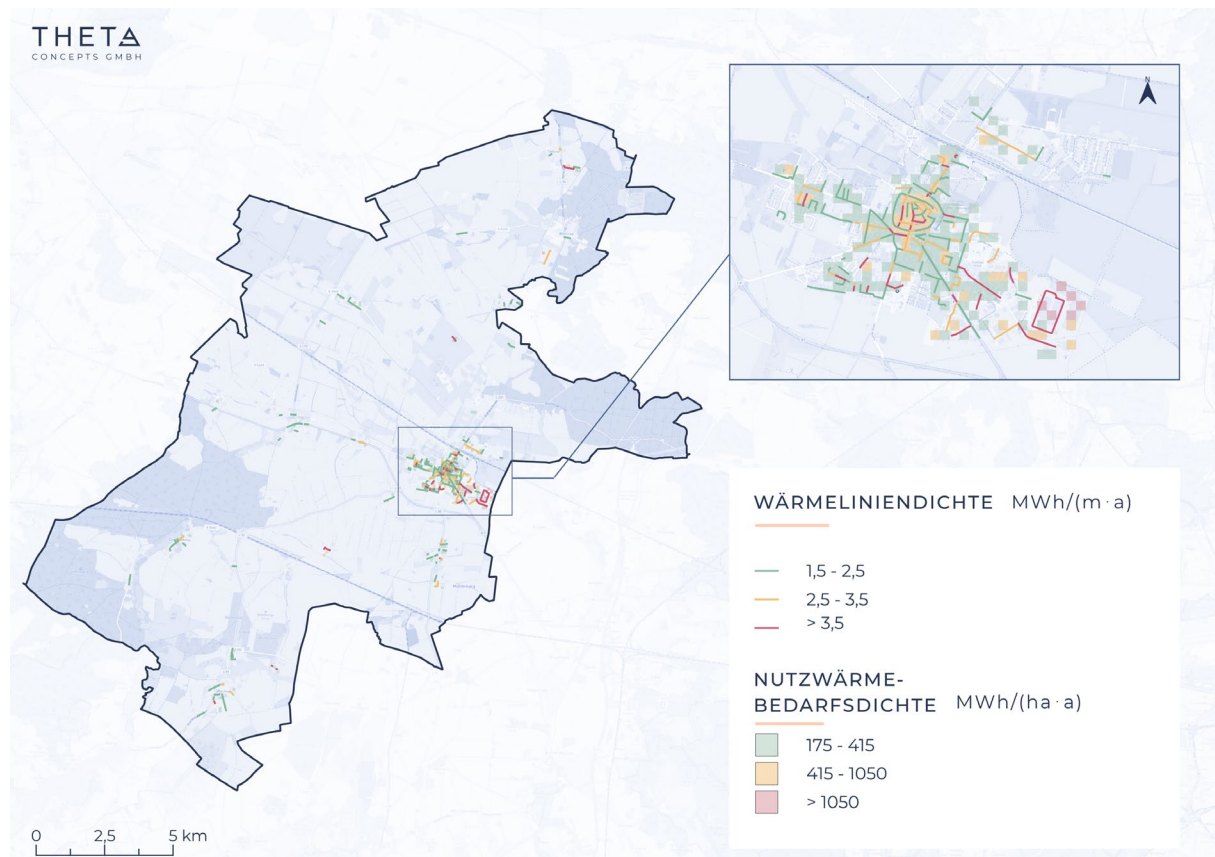 THETA
CONCEPTS GMBH
N
WÄRMELINIENDICHTE MWh/(m·a)
1,5 - 2,5
2,5 - 3,5
> 3,5
NUTZWÄRME-
BEDARFSDICHTE MWh/(ha·a)
175 - 415
415 - 1050
> 1050
0 2,5 5 km